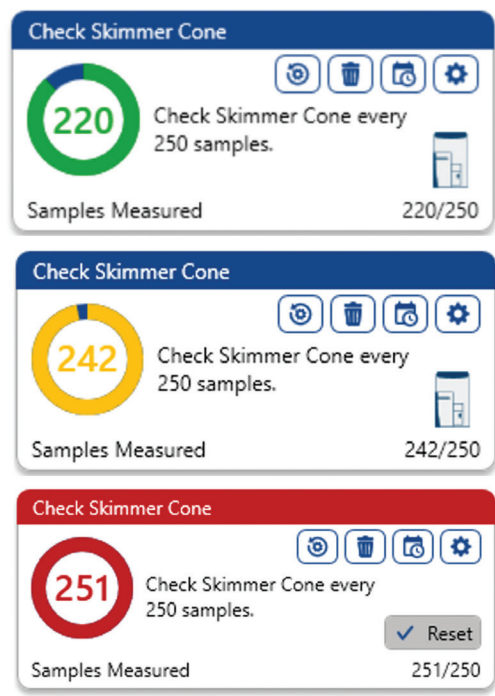 Check Skimmer Cone
220
Check Skimmer Cone every
250 samples.
Samples Measured 220/250
Check Skimmer Cone
242
Check Skimmer Cone every
250 samples.
Samples Measured 242/250
Check Skimmer Cone
251
Check Skimmer Cone every
250 samples.
Reset
Samples Measured 251/250